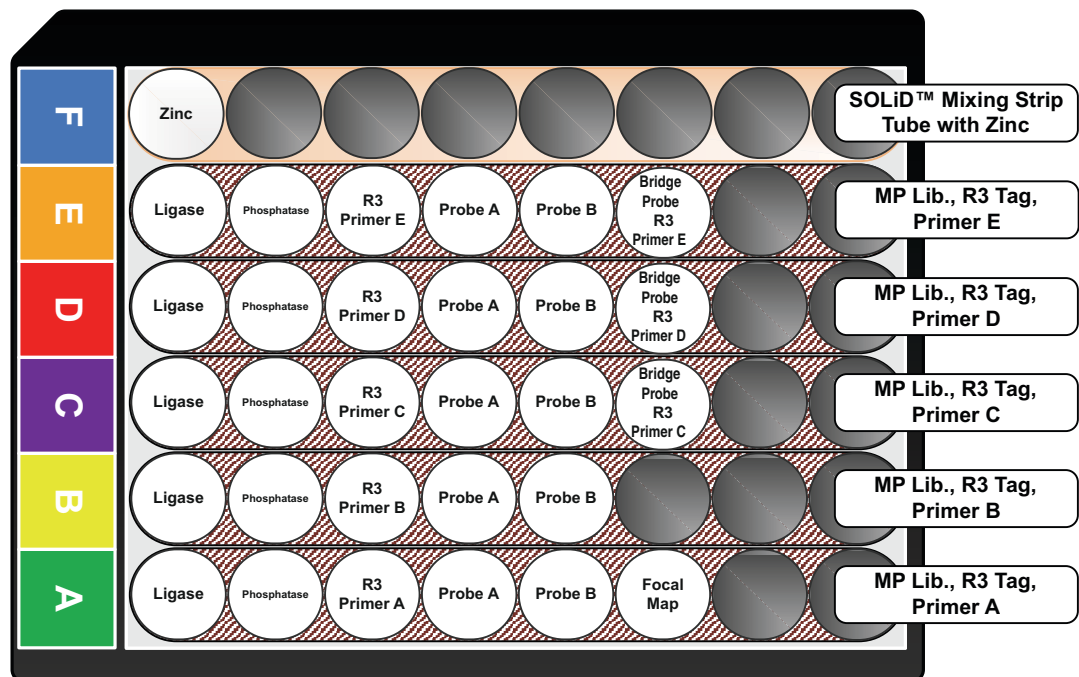 F
Zinc
SOLiD™ Mixing Strip
Tube with Zinc
E
Ligase
Phosphatase
R3
Primer E
Probe A
Probe B
Bridge
Probe
R3
Primer E
MP Lib., R3 Tag,
Primer E
D
Ligase
Phosphatase
R3
Primer D
Probe A
Probe B
Bridge
Probe
R3
Primer D
MP Lib., R3 Tag,
Primer D
C
Ligase
Phosphatase
R3
Primer C
Probe A
Probe B
Bridge
Probe
R3
Primer C
MP Lib., R3 Tag,
Primer C
B
Ligase
Phosphatase
R3
Primer B
Probe A
Probe B
MP Lib., R3 Tag,
Primer B
A
Ligase
Phosphatase
R3
Primer A
Probe A
Probe B
Focal
Map
MP Lib., R3 Tag,
Primer A